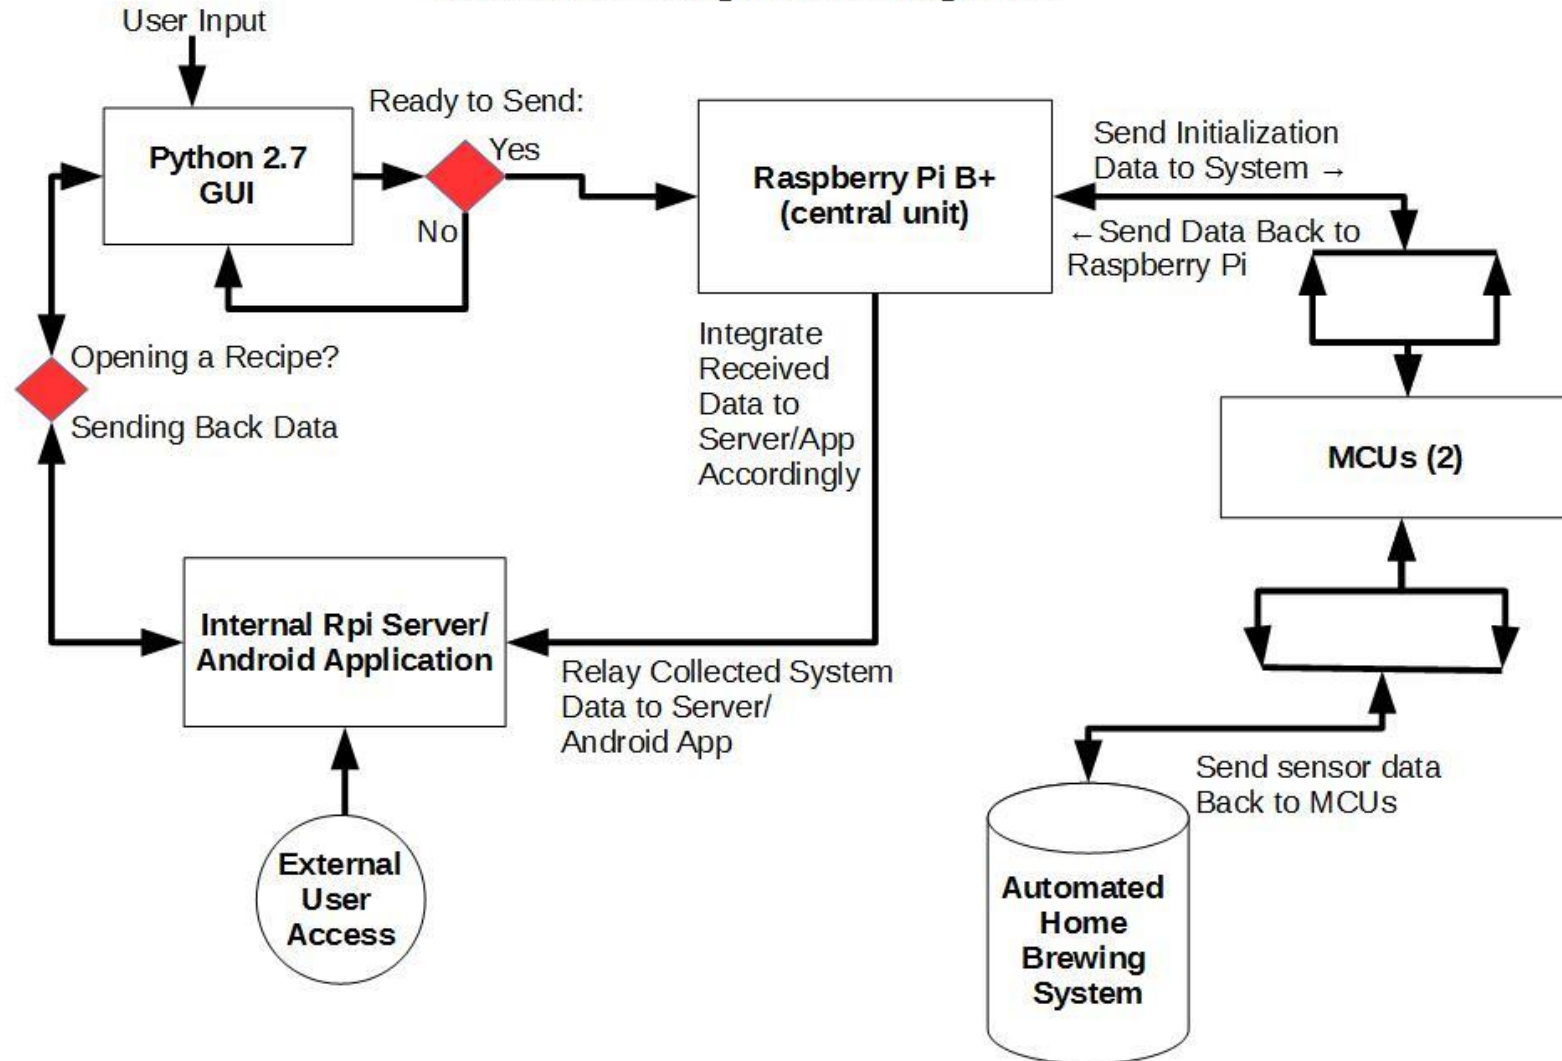 User Input
Ready to Send:
Yes
Python 2.7
GUI
No
Raspberry Pi B+
(central unit)
Send Initialization
Data to System →
←Send Data Back to
Raspberry Pi
Opening a Recipe?
Sending Back Data
Integrate
Received
Data to
Server/App
Accordingly
MCUs (2)
Internal Rpi Server/
Android Application
Relay Collected System
Data to Server/
Android App
Send sensor data
Back to MCUs
External
User
Access
Automated
Home
Brewing
System